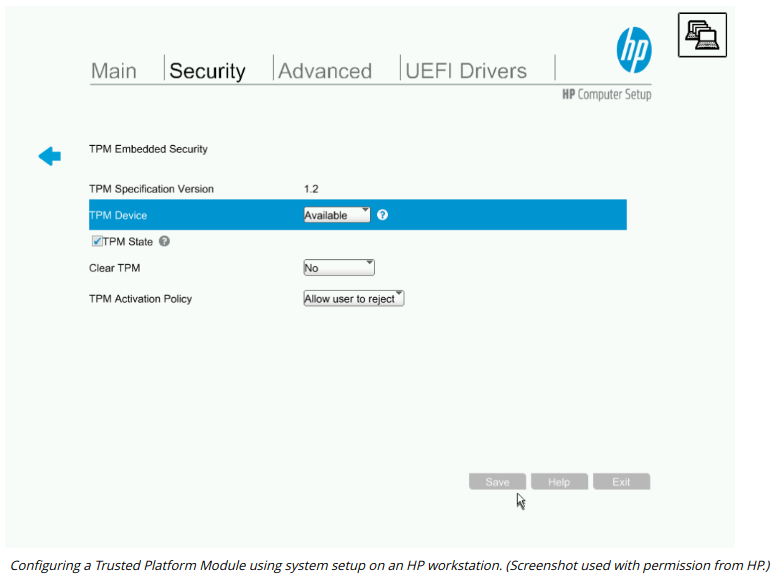 hp
Main Security Advanced UEFI Drivers
HP Computer Setup
TPM Embedded Security
TPM Specification Version 1.2
TPM Device Available ?
TPM State ?
Clear TPM No
TPM Activation Policy Allow user to reject
Save Help Exit
Configuring a Trusted Platform Module using system setup on an HP workstation. (Screenshot used with permission from HP.)